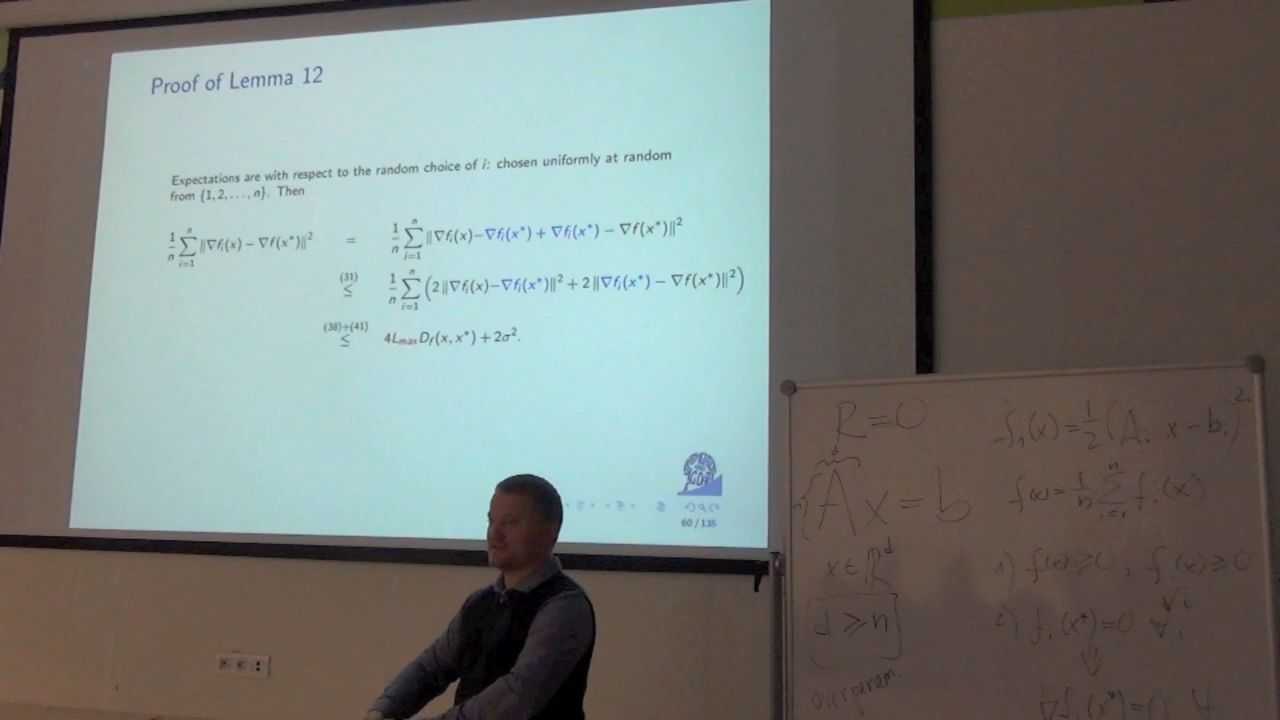 Proof of Lemma 12
Expectations are with respect to the random choice of i: chosen uniformly at random
from {1, 2, . . . , n}. Then
1/n ∑_{i=1}^{n} ‖∇f_i(x) − ∇f(x*)‖² = 1/n ∑_{i=1}^{n} ‖∇f_i(x)−∇f_i(x*) + ∇f_i(x*) − ∇f(x*)‖²
(31) ≤ 1/n ∑_{i=1}^{n} (2‖∇f_i(x)−∇f_i(x*)‖² + 2‖∇f_i(x*) − ∇f(x*)‖²)
(38)+(41) ≤ 4L_max D_f(x, x*) + 2σ².
60 / 135
R=0
n{A x = b
d
x ∈ ℝ^d
d ⩾ n
Overparam.
f_i(x) = 1/2 (A_i: x − b_i)²
f(x) = 1/n ∑_{i=1}^{n} f_i(x)
1) f(x) ⩾ 0, f_i(x) ⩾ 0 ∀i
2) f_i(x*)=0 ∀i
⇓
∇f_i(x*)=0 ∀